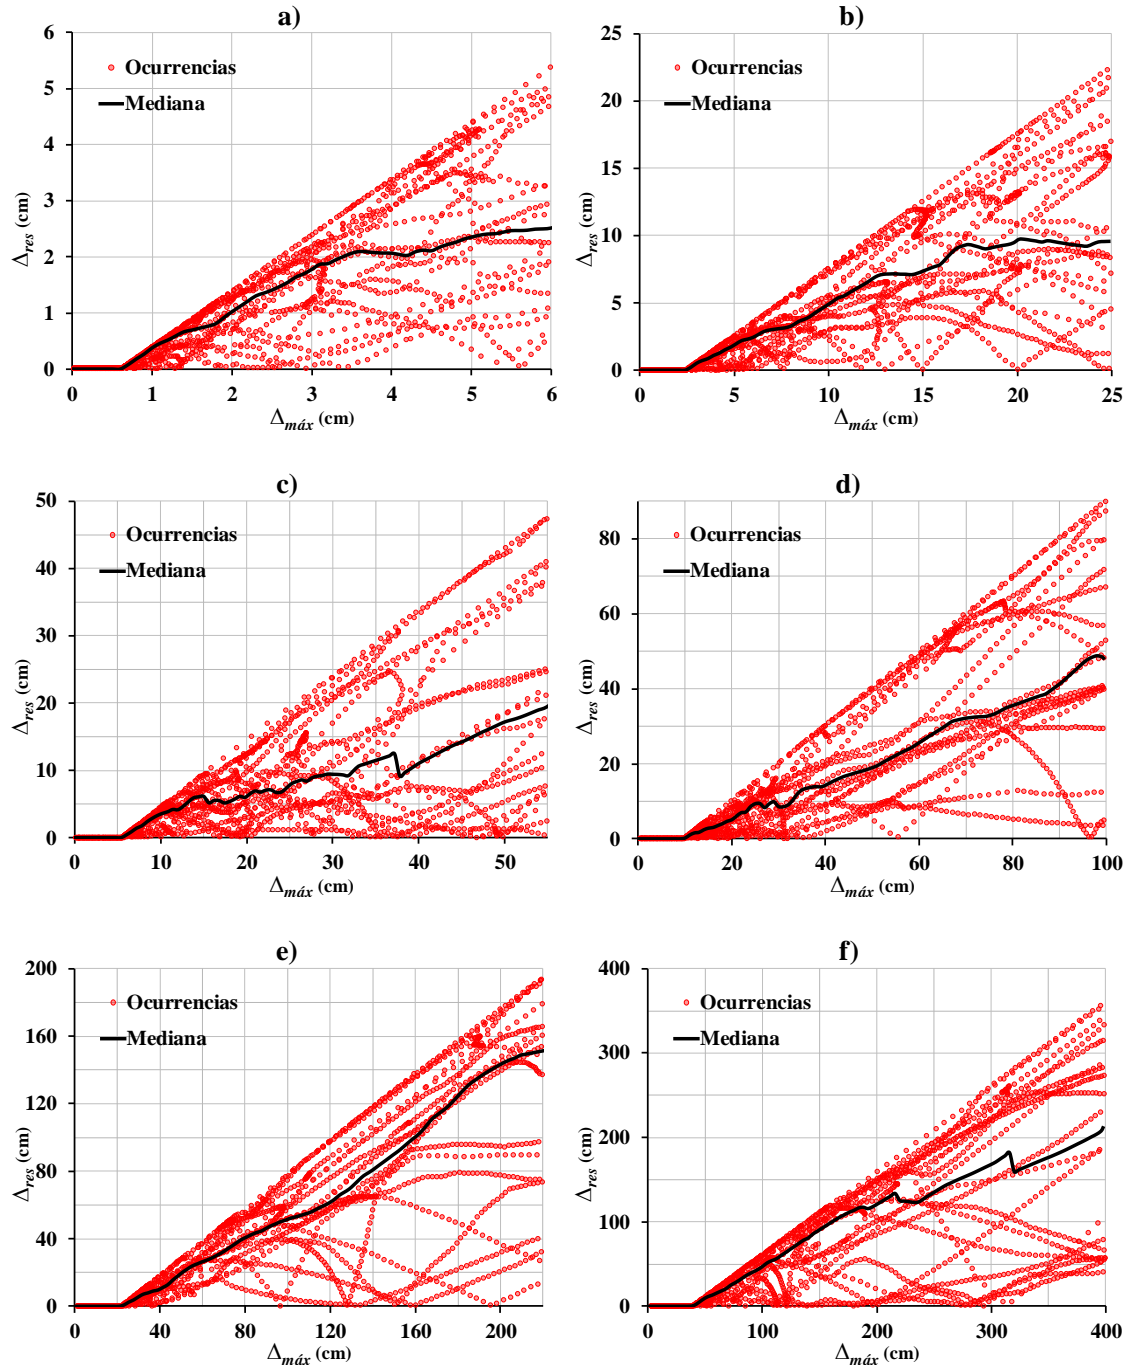 a)
6
5
4
3
2
1
0
Δres (cm)
Ocurrencias
Mediana
0 1 2 3 4 5 6
Δmáx (cm)
b)
25
20
15
10
5
0
Δres (cm)
Ocurrencias
Mediana
0 5 10 15 20 25
Δmáx (cm)
c)
50
40
30
20
10
0
Δres (cm)
Ocurrencias
Mediana
0 10 20 30 40 50
Δmáx (cm)
d)
80
60
40
20
0
Δres (cm)
Ocurrencias
Mediana
0 20 40 60 80 100
Δmáx (cm)
e)
200
160
120
80
40
0
Δres (cm)
Ocurrencias
Mediana
0 40 80 120 160 200
Δmáx (cm)
f)
400
300
200
100
0
Δres (cm)
Ocurrencias
Mediana
0 100 200 300 400
Δmáx (cm)